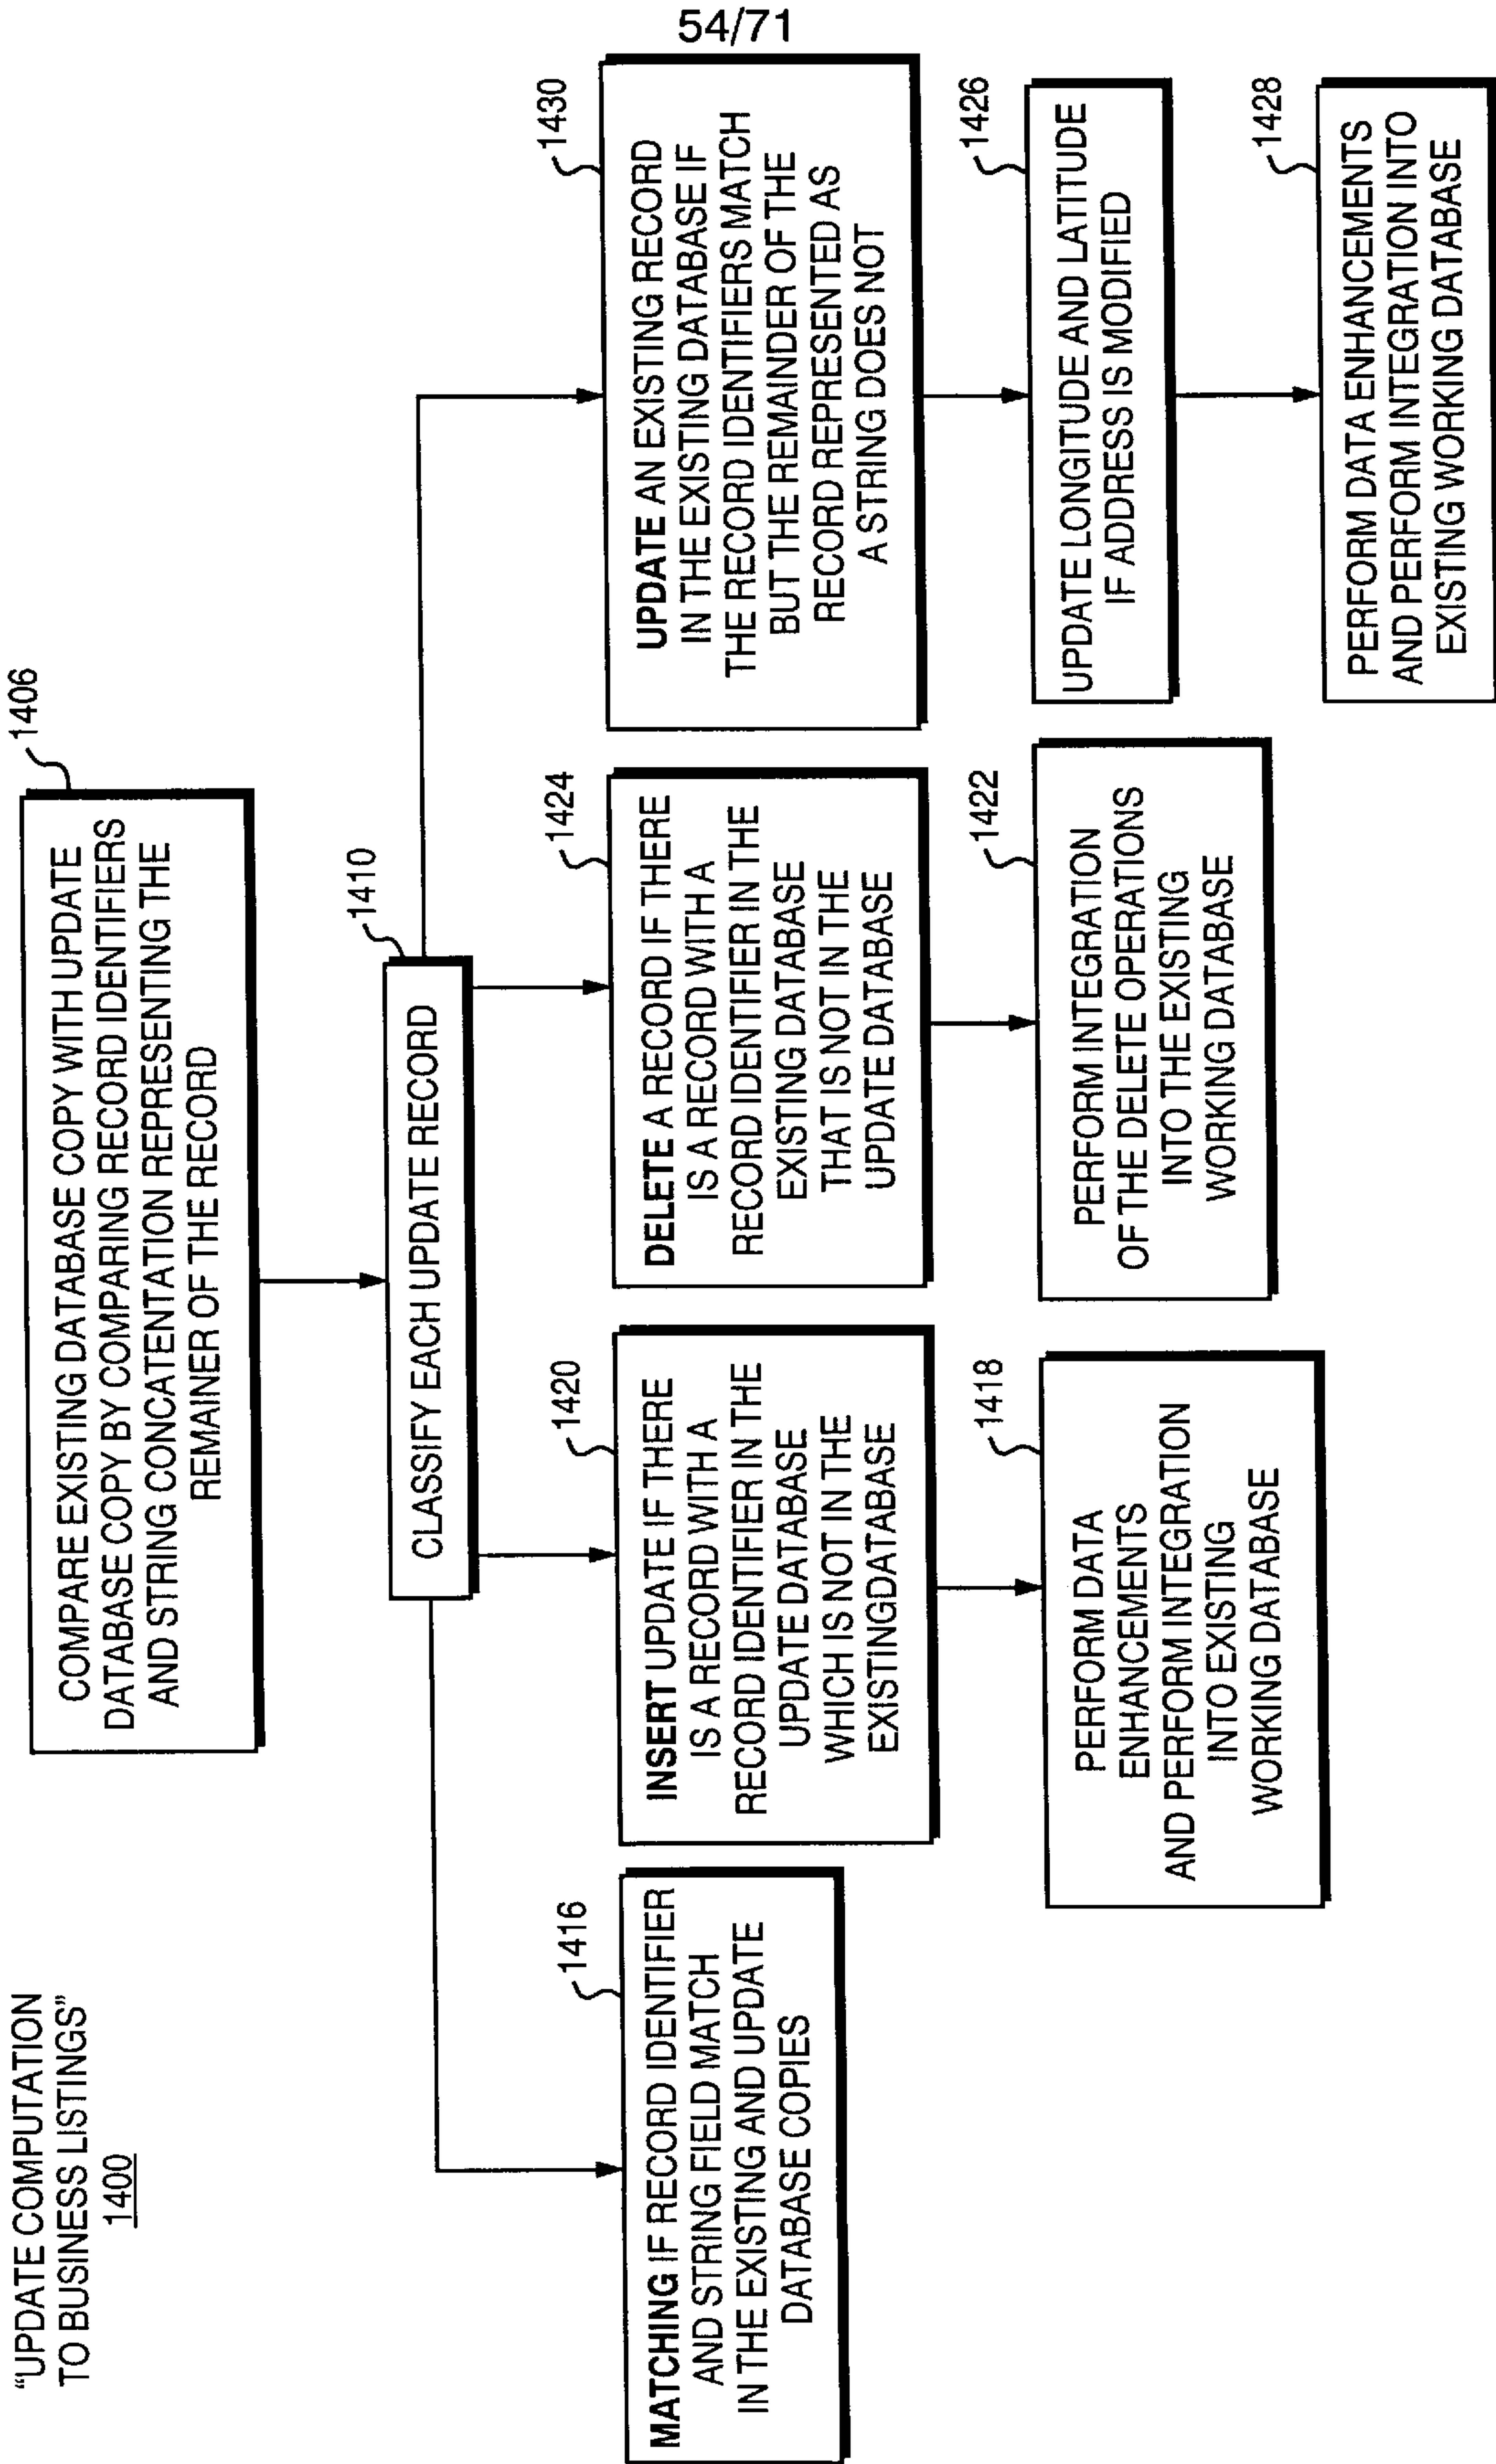 54/71
"UPDATE COMPUTATION
TO BUSINESS LISTINGS"
1400
1406
COMPARE EXISTING DATABASE COPY WITH UPDATE
DATABASE COPY BY COMPARING RECORD IDENTIFIERS
AND STRING CONCATENTATION REPRESENTING THE
REMAINER OF THE RECORD
1410
CLASSIFY EACH UPDATE RECORD
1416
MATCHING IF RECORD IDENTIFIER
AND STRING FIELD MATCH
IN THE EXISTING AND UPDATE
DATABASE COPIES
1420
INSERT UPDATE IF THERE
IS A RECORD WITH A
RECORD IDENTIFIER IN THE
UPDATE DATABASE
WHICH IS NOT IN THE
EXISTINGDATABASE
1418
PERFORM DATA
ENHANCEMENTS
AND PERFORM INTEGRATION
INTO EXISTING
WORKING DATABASE
1424
DELETE A RECORD IF THERE
IS A RECORD WITH A
RECORD IDENTIFIER IN THE
EXISTING DATABASE
THAT IS NOT IN THE
UPDATE DATABASE
1422
PERFORM INTEGRATION
OF THE DELETE OPERATIONS
INTO THE EXISTING
WORKING DATABASE
1430
UPDATE AN EXISTING RECORD
IN THE EXISTING DATABASE IF
THE RECORD IDENTIFIERS MATCH
BUT THE REMAINDER OF THE
RECORD REPRESENTED AS
A STRING DOES NOT
1426
UPDATE LONGITUDE AND LATITUDE
IF ADDRESS IS MODIFIED
1428
PERFORM DATA ENHANCEMENTS
AND PERFORM INTEGRATION INTO
EXISTING WORKING DATABASE